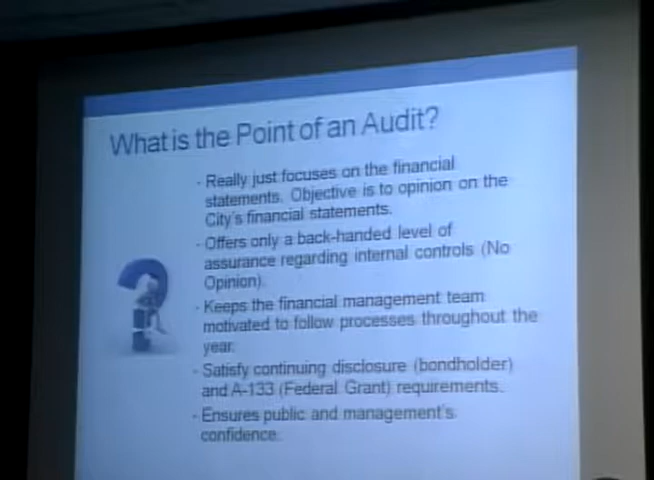 What is the Point of an Audit?
- Really just focuses on the financial
statements. Objective is to opinion on the
City's financial statements.
- Offers only a back-handed level of
assurance regarding internal controls (No
Opinion).
- Keeps the financial management team
motivated to follow processes throughout the
year.
- Satisfy continuing disclosure (bondholder)
and A-133 (Federal Grant) requirements.
- Ensures public and management's
confidence.